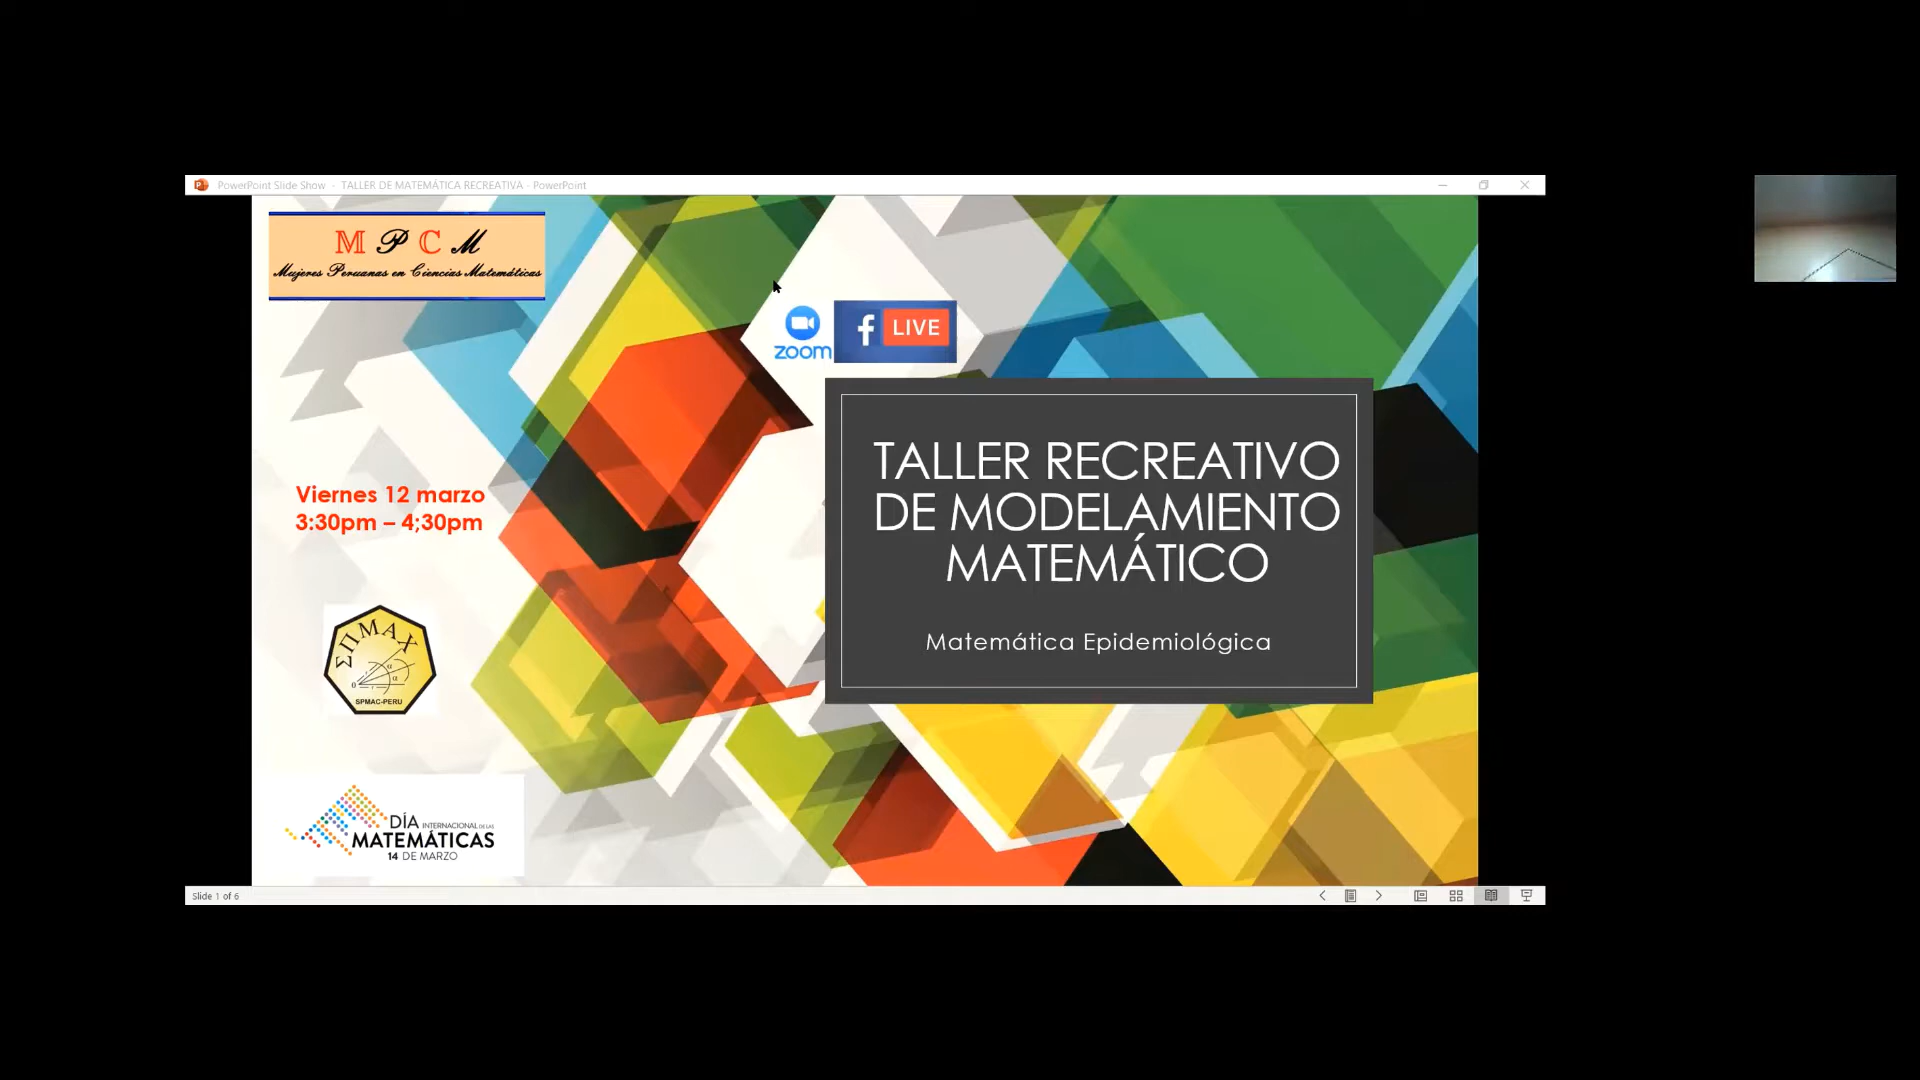 PowerPoint Slide Show - TALLER DE MATEMÁTICA RECREATIVA - PowerPoint
M P C M
Mujeres Peruanas en Ciencias Matemáticas
zoom
f LIVE
TALLER RECREATIVO
DE MODELAMIENTO
MATEMÁTICO
Matemática Epidemiológica
Viernes 12 marzo
3:30pm – 4;30pm
ΣΠΜΑΧ
α
α
0
r
SPMAC-PERU
DÍA INTERNACIONAL DE LAS
MATEMÁTICAS
14 DE MARZO
Slide 1 of 6